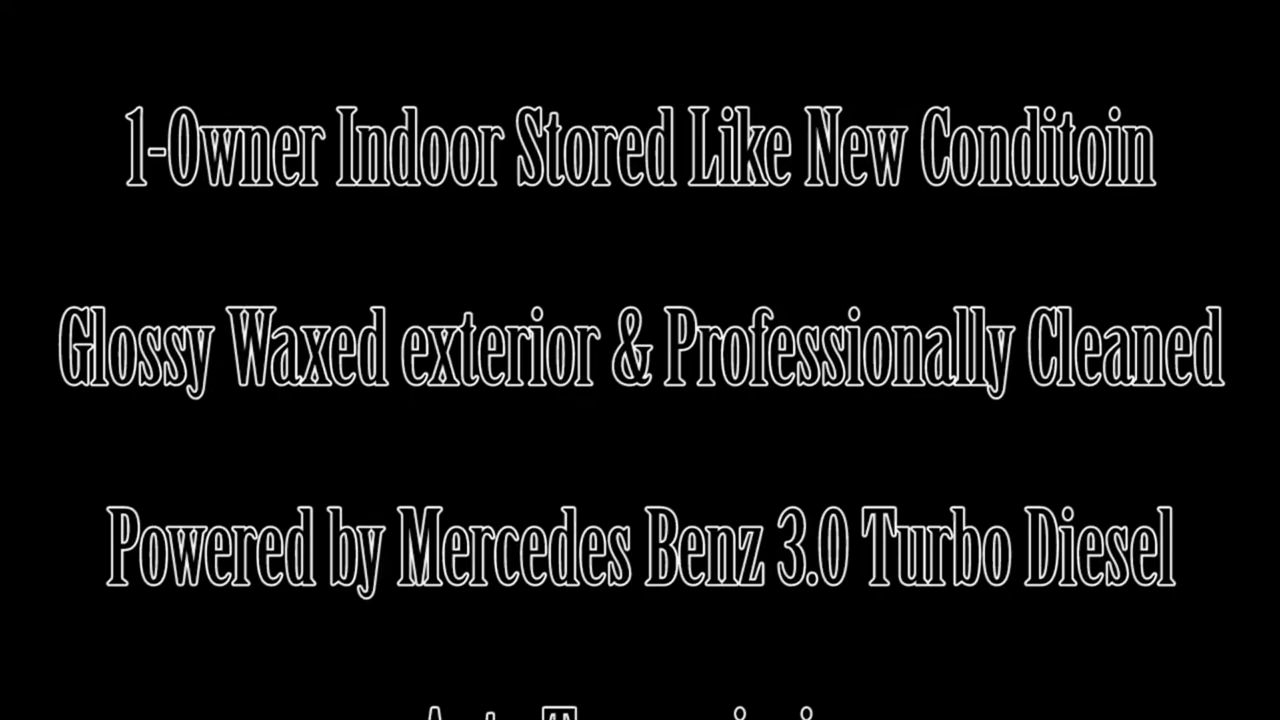 1-Owner Indoor Stored Like New Conditoin
Glossy Waxed exterior & Professionally Cleaned
Powered by Mercedes Benz 3.0 Turbo Diesel